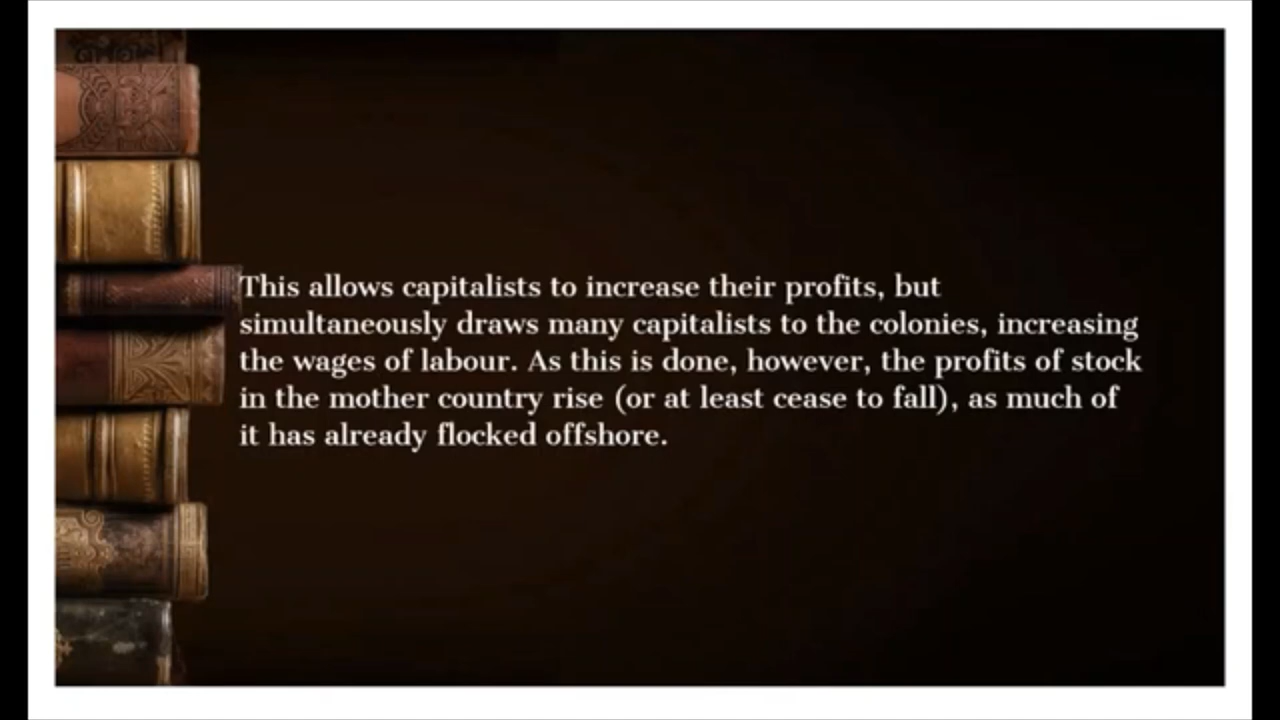 This allows capitalists to increase their profits, but
simultaneously draws many capitalists to the colonies, increasing
the wages of labour. As this is done, however, the profits of stock
in the mother country rise (or at least cease to fall), as much of
it has already flocked offshore.